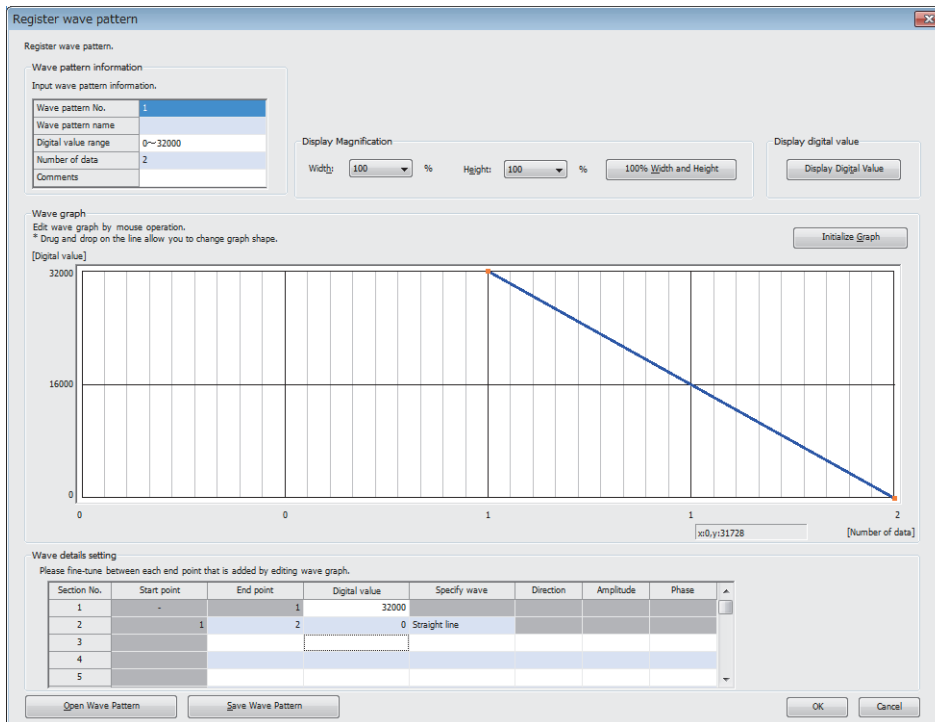 Register wave pattern
Register wave pattern.
Wave pattern information
Input wave pattern information.
Wave pattern No. 1
Wave pattern name
Digital value range 0～32000
Number of data 2
Comments
Display Magnification
Width: 100 %
Height: 100 %
100% Width and Height
Display digital value
Display Digital Value
Wave graph
Edit wave graph by mouse operation.
* Drug and drop on the line allow you to change graph shape.
Initialize Graph
[Digital value]
32000
16000
0
0 0 1 1 2
x:0,y:31728
[Number of data]
Wave details setting
Please fine-tune between each end point that is added by editing wave graph.
Section No. Start point End point Digital value Specify wave Direction Amplitude Phase
1 - 1 32000
2 1 2 0 Straight line
3
4
5
Open Wave Pattern
Save Wave Pattern
OK
Cancel